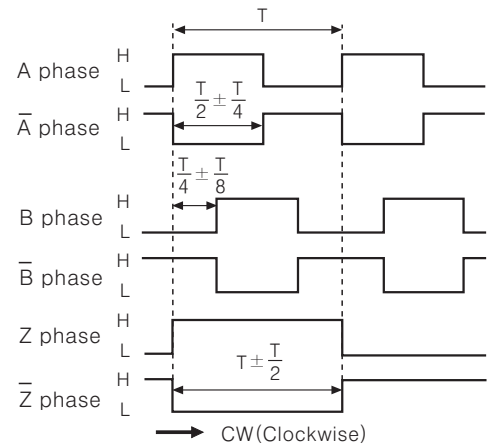 T
A phase H
L
A̅ phase H
L
T/2 ± T/4
T/4 ± T/8
B phase H
L
B̅ phase H
L
Z phase H
L
Z̅ phase H
L
T ± T/2
CW(Clockwise)